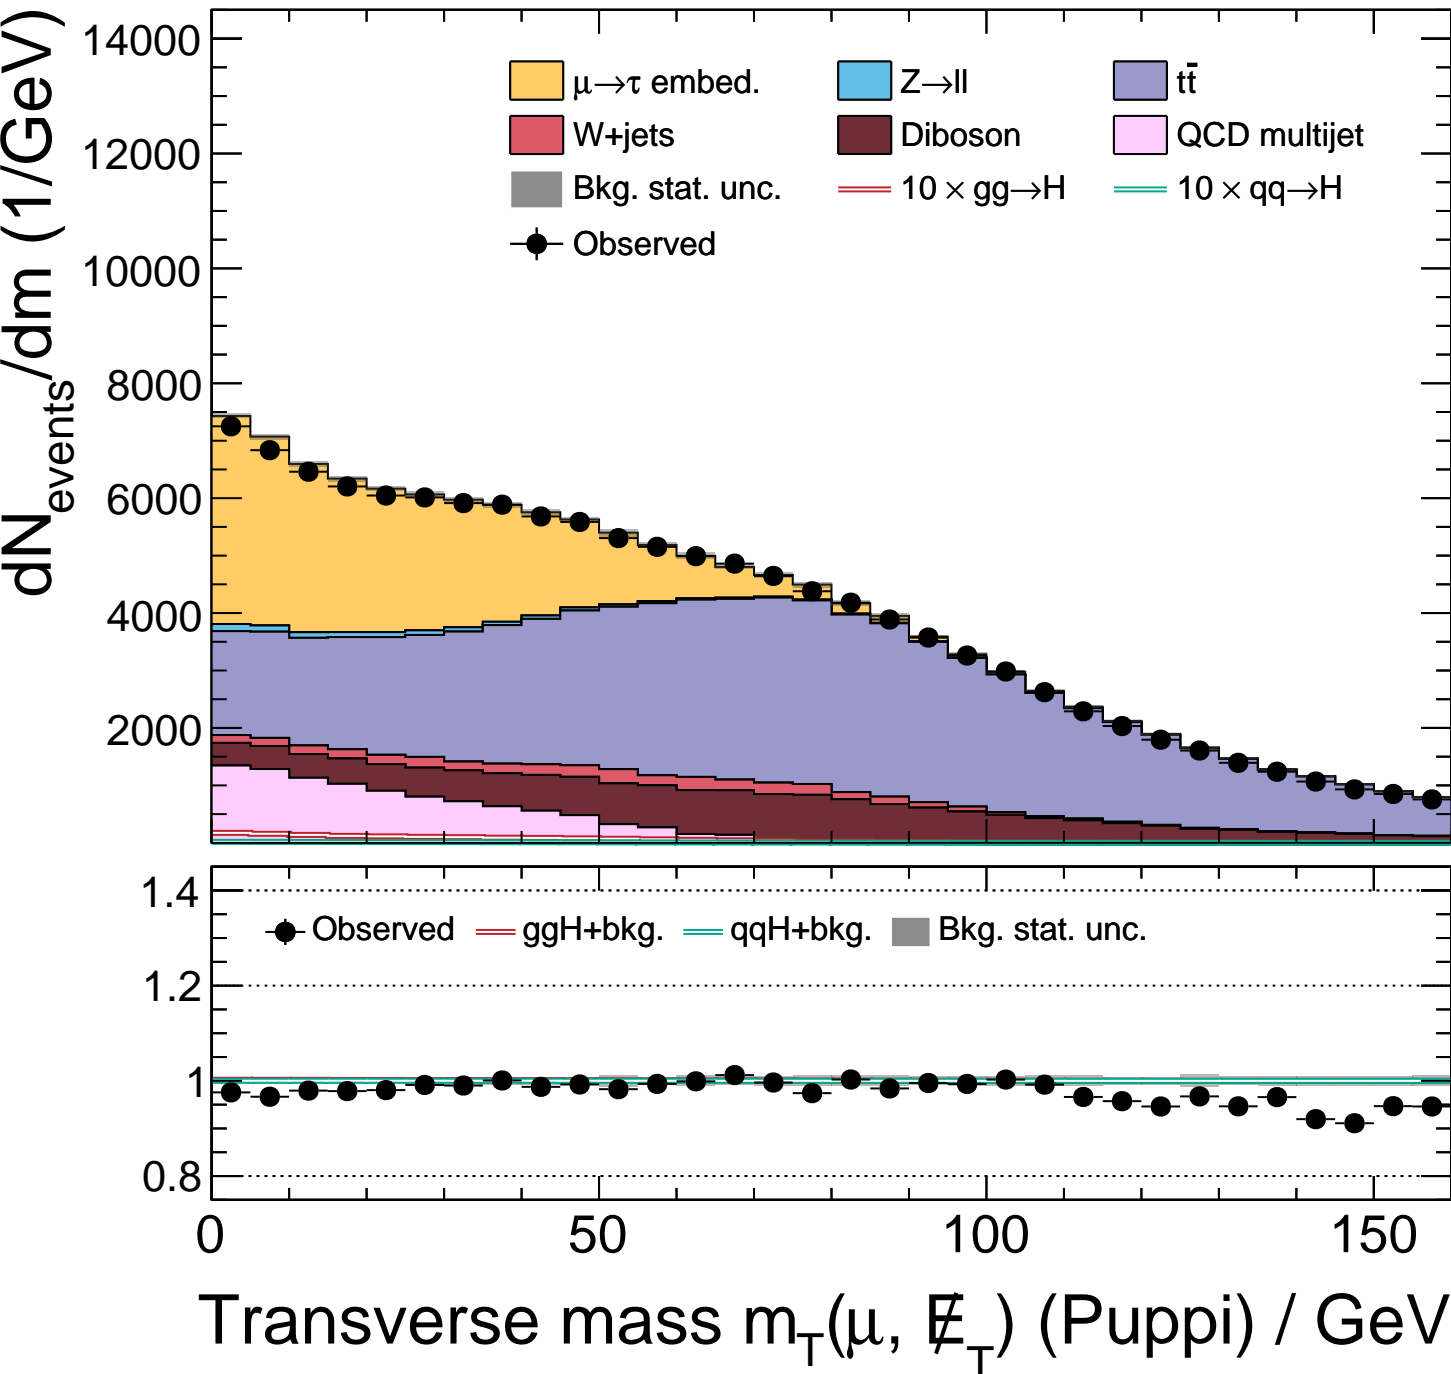 dN_events/dm (1/GeV)
14000
12000
10000
8000
6000
4000
2000
μ→τ embed. Z→ll tt̄
W+jets Diboson QCD multijet
Bkg. stat. unc. 10 × gg→H 10 × qq→H
Observed
1.4
1.2
1
0.8
Observed ggH+bkg. qqH+bkg. Bkg. stat. unc.
0 50 100 150
Transverse mass m_T(μ, E̸_T) (Puppi) / GeV